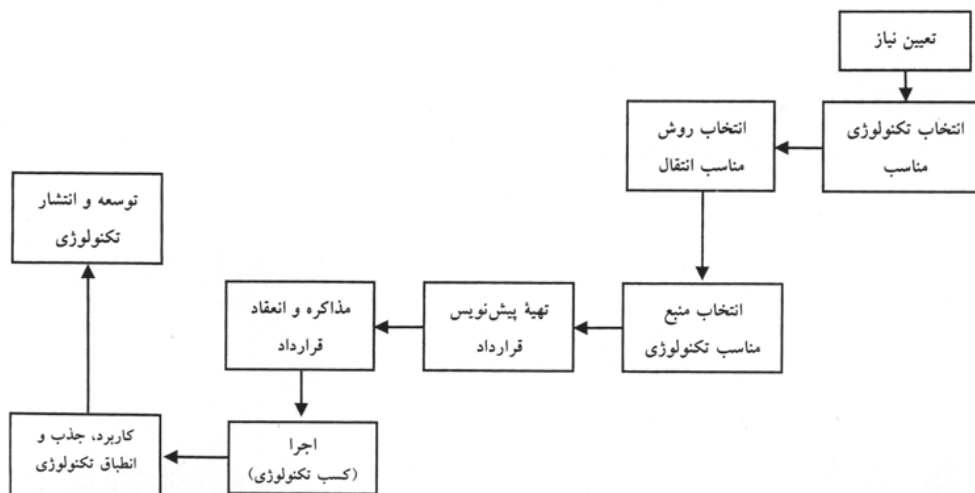 تعیین نیاز
انتخاب تکنولوژی
مناسب
انتخاب روش
مناسب انتقال
انتخاب منبع
مناسب تکنولوژی
تهیهٔ پیش‌نویس
قرارداد
مذاکره و انعقاد
قرارداد
اجرا
(کسب تکنولوژی)
کاربرد، جذب و
انطباق تکنولوژی
توسعه و انتشار
تکنولوژی